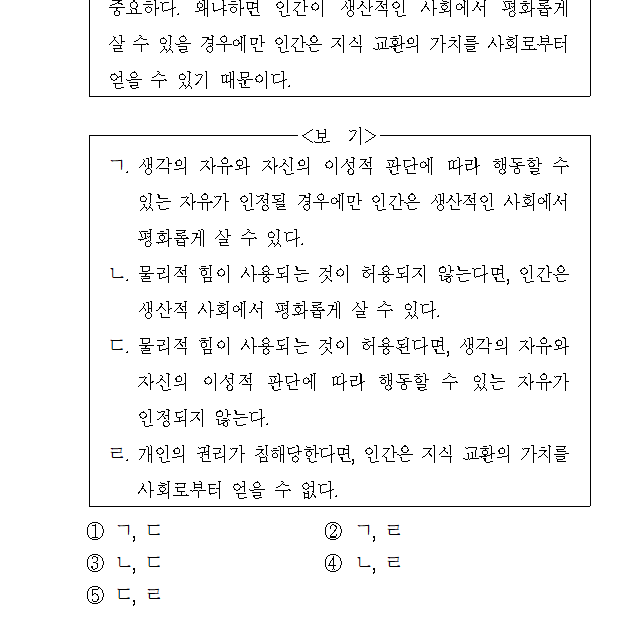 중요하다. 왜냐하면 인간이 생산적인 사회에서 평화롭게
살 수 있을 경우에만 인간은 지식 교환의 가치를 사회로부터
얻을 수 있기 때문이다.
<보 기>
ㄱ. 생각의 자유와 자신의 이성적 판단에 따라 행동할 수
있는 자유가 인정될 경우에만 인간은 생산적인 사회에서
평화롭게 살 수 있다.
ㄴ. 물리적 힘이 사용되는 것이 허용되지 않는다면, 인간은
생산적 사회에서 평화롭게 살 수 있다.
ㄷ. 물리적 힘이 사용되는 것이 허용된다면, 생각의 자유와
자신의 이성적 판단에 따라 행동할 수 있는 자유가
인정되지 않는다.
ㄹ. 개인의 권리가 침해당한다면, 인간은 지식 교환의 가치를
사회로부터 얻을 수 없다.
① ㄱ, ㄷ ② ㄱ, ㄹ
③ ㄴ, ㄷ ④ ㄴ, ㄹ
⑤ ㄷ, ㄹ